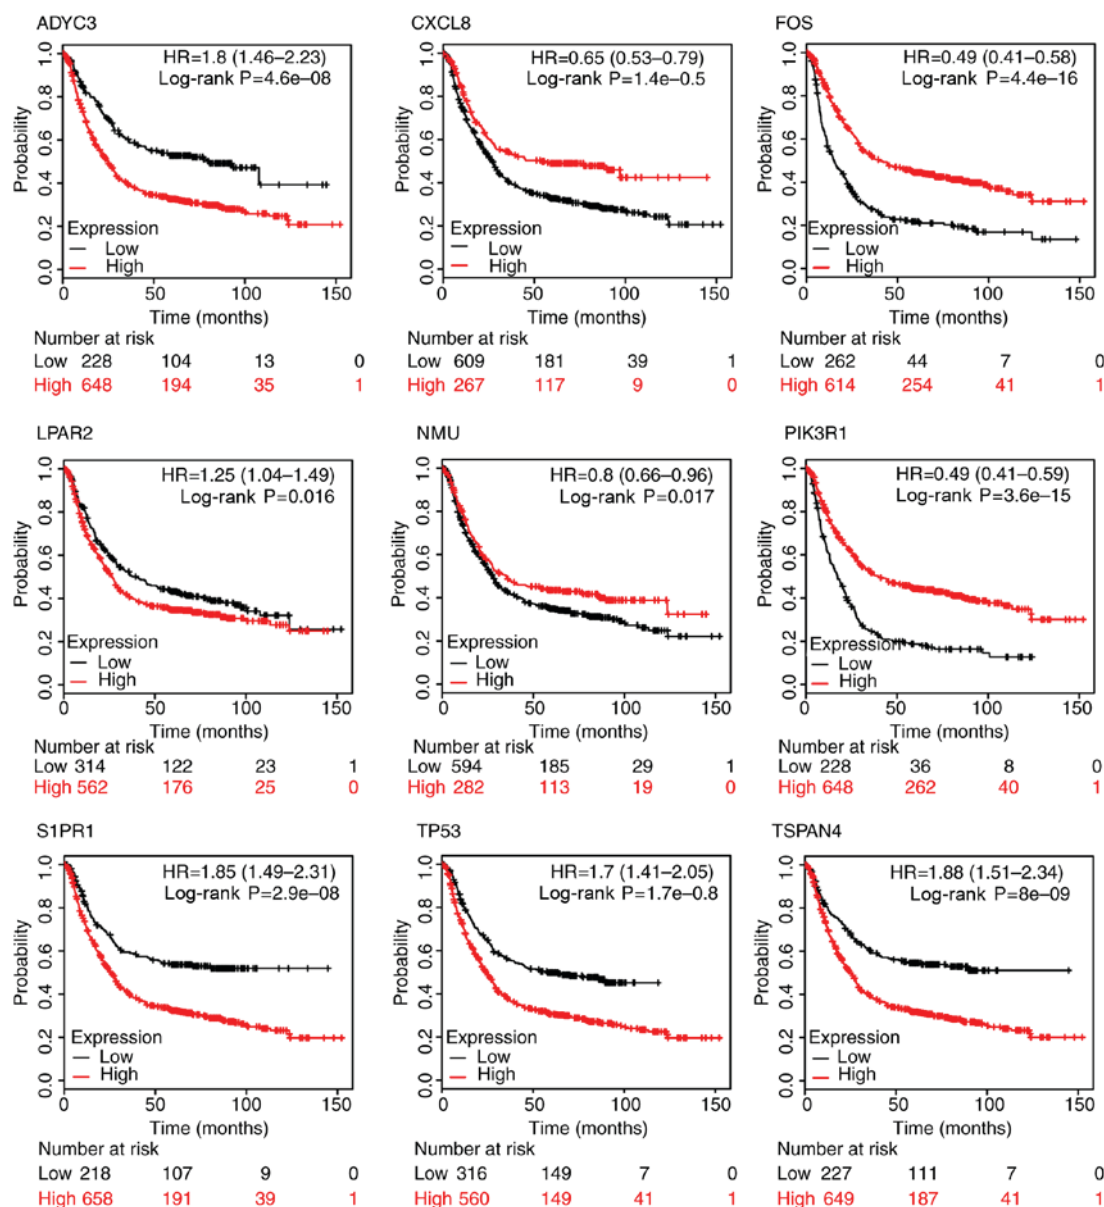 ADYC3
HR=1.8 (1.46–2.23)
Log-rank P=4.6e–08
Probability
1.0
0.8
0.6
0.4
0.2
0.0
Expression
Low
High
0 50 100 150
Time (months)
Number at risk
Low 228 104 13 0
High 648 194 35 1
CXCL8
HR=0.65 (0.53–0.79)
Log-rank P=1.4e–0.5
Probability
1.0
0.8
0.6
0.4
0.2
0.0
Expression
Low
High
0 50 100 150
Time (months)
Number at risk
Low 609 181 39 1
High 267 117 9 0
FOS
HR=0.49 (0.41–0.58)
Log-rank P=4.4e–16
Probability
1.0
0.8
0.6
0.4
0.2
0.0
Expression
Low
High
0 50 100 150
Time (months)
Number at risk
Low 262 44 7 0
High 614 254 41 1
LPAR2
HR=1.25 (1.04–1.49)
Log-rank P=0.016
Probability
1.0
0.8
0.6
0.4
0.2
0.0
Expression
Low
High
0 50 100 150
Time (months)
Number at risk
Low 314 122 23 1
High 562 176 25 0
NMU
HR=0.8 (0.66–0.96)
Log-rank P=0.017
Probability
1.0
0.8
0.6
0.4
0.2
0.0
Expression
Low
High
0 50 100 150
Time (months)
Number at risk
Low 594 185 29 1
High 282 113 19 0
PIK3R1
HR=0.49 (0.41–0.59)
Log-rank P=3.6e–15
Probability
1.0
0.8
0.6
0.4
0.2
0.0
Expression
Low
High
0 50 100 150
Time (months)
Number at risk
Low 228 36 8 0
High 648 262 40 1
S1PR1
HR=1.85 (1.49–2.31)
Log-rank P=2.9e–08
Probability
1.0
0.8
0.6
0.4
0.2
0.0
Expression
Low
High
0 50 100 150
Time (months)
Number at risk
Low 218 107 9 0
High 658 191 39 1
TP53
HR=1.7 (1.41–2.05)
Log-rank P=1.7e–0.8
Probability
1.0
0.8
0.6
0.4
0.2
0.0
Expression
Low
High
0 50 100 150
Time (months)
Number at risk
Low 316 149 7 0
High 560 149 41 1
TSPAN4
HR=1.88 (1.51–2.34)
Log-rank P=8e–09
Probability
1.0
0.8
0.6
0.4
0.2
0.0
Expression
Low
High
0 50 100 150
Time (months)
Number at risk
Low 227 111 7 0
High 649 187 41 1